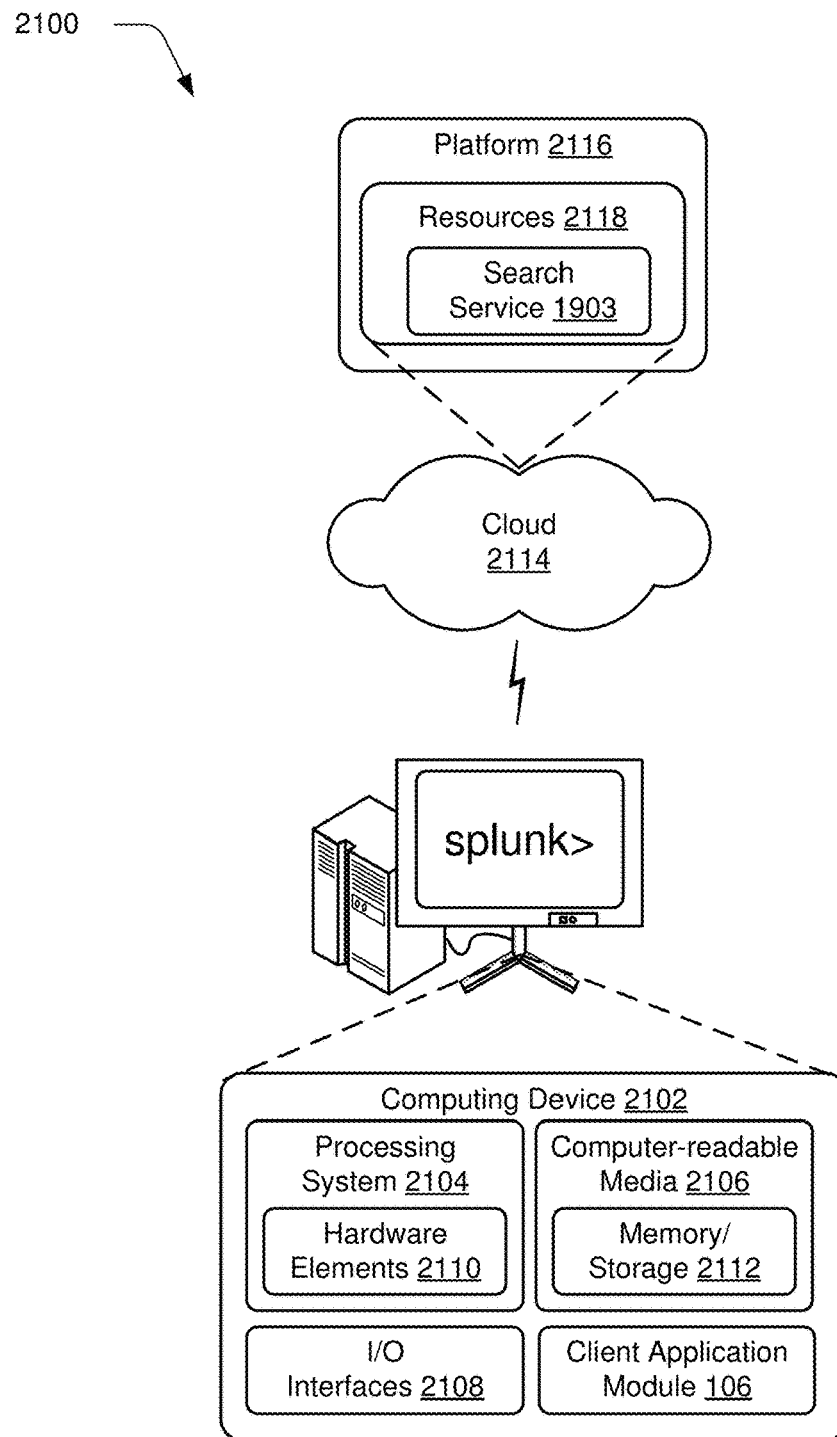 2100
Platform 2116
Resources 2118
Search
Service 1903
Cloud
2114
splunk>
Computing Device 2102
Processing
System 2104
Hardware
Elements 2110
Computer-readable
Media 2106
Memory/
Storage 2112
I/O
Interfaces 2108
Client Application
Module 106